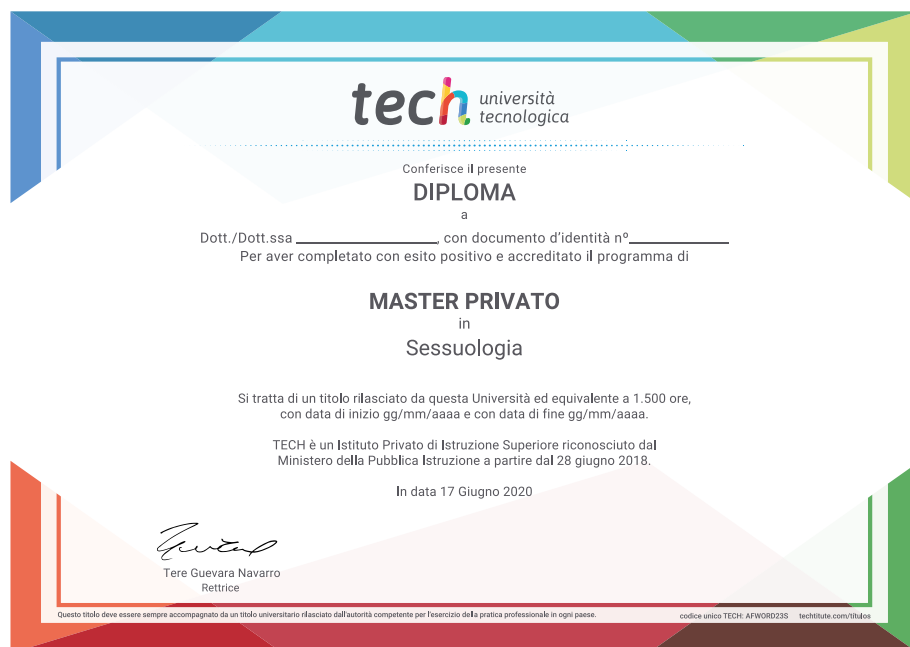 tech università
tecnologica
Conferisce il presente
DIPLOMA
a
Dott./Dott.ssa ________________, con documento d'identità nº____________
Per aver completato con esito positivo e accreditato il programma di
MASTER PRIVATO
in
Sessuologia
Si tratta di un titolo rilasciato da questa Università ed equivalente a 1.500 ore,
con data di inizio gg/mm/aaaa e con data di fine gg/mm/aaaa.
TECH è un Istituto Privato di Istruzione Superiore riconosciuto dal
Ministero della Pubblica Istruzione a partire dal 28 giugno 2018.
In data 17 Giugno 2020
Tere Guevara Navarro
Rettrice
Questo titolo deve essere sempre accompagnato da un titolo universitario rilasciato dall'autorità competente per l'esercizio della pratica professionale in ogni paese. codice unico TECH: AFWORD23S techtitute.com/títulos